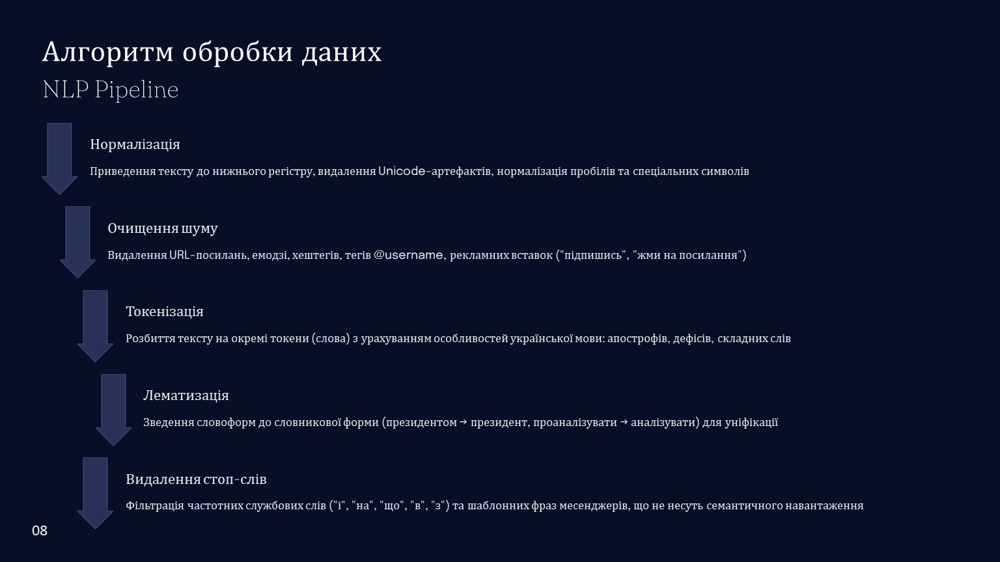 Алгоритм обробки даних
NLP Pipeline
Нормалізація
Приведення тексту до нижнього регістру, видалення Unicode-артефактів, нормалізація пробілів та спеціальних символів
Очищення шуму
Видалення URL-посилань, емодзі, хештегів, тегів @username, рекламних вставок ("підпишись", "жми на посилання")
Токенізація
Розбиття тексту на окремі токени (слова) з урахуванням особливостей української мови: апострофів, дефісів, складних слів
Лематизація
Зведення словоформ до словникової форми (президентом → президент, проаналізувати → аналізувати) для уніфікації
Видалення стоп-слів
Фільтрація частотних службових слів ("і", "на", "що", "в", "з") та шаблонних фраз месенджерів, що не несуть семантичного навантаження
08